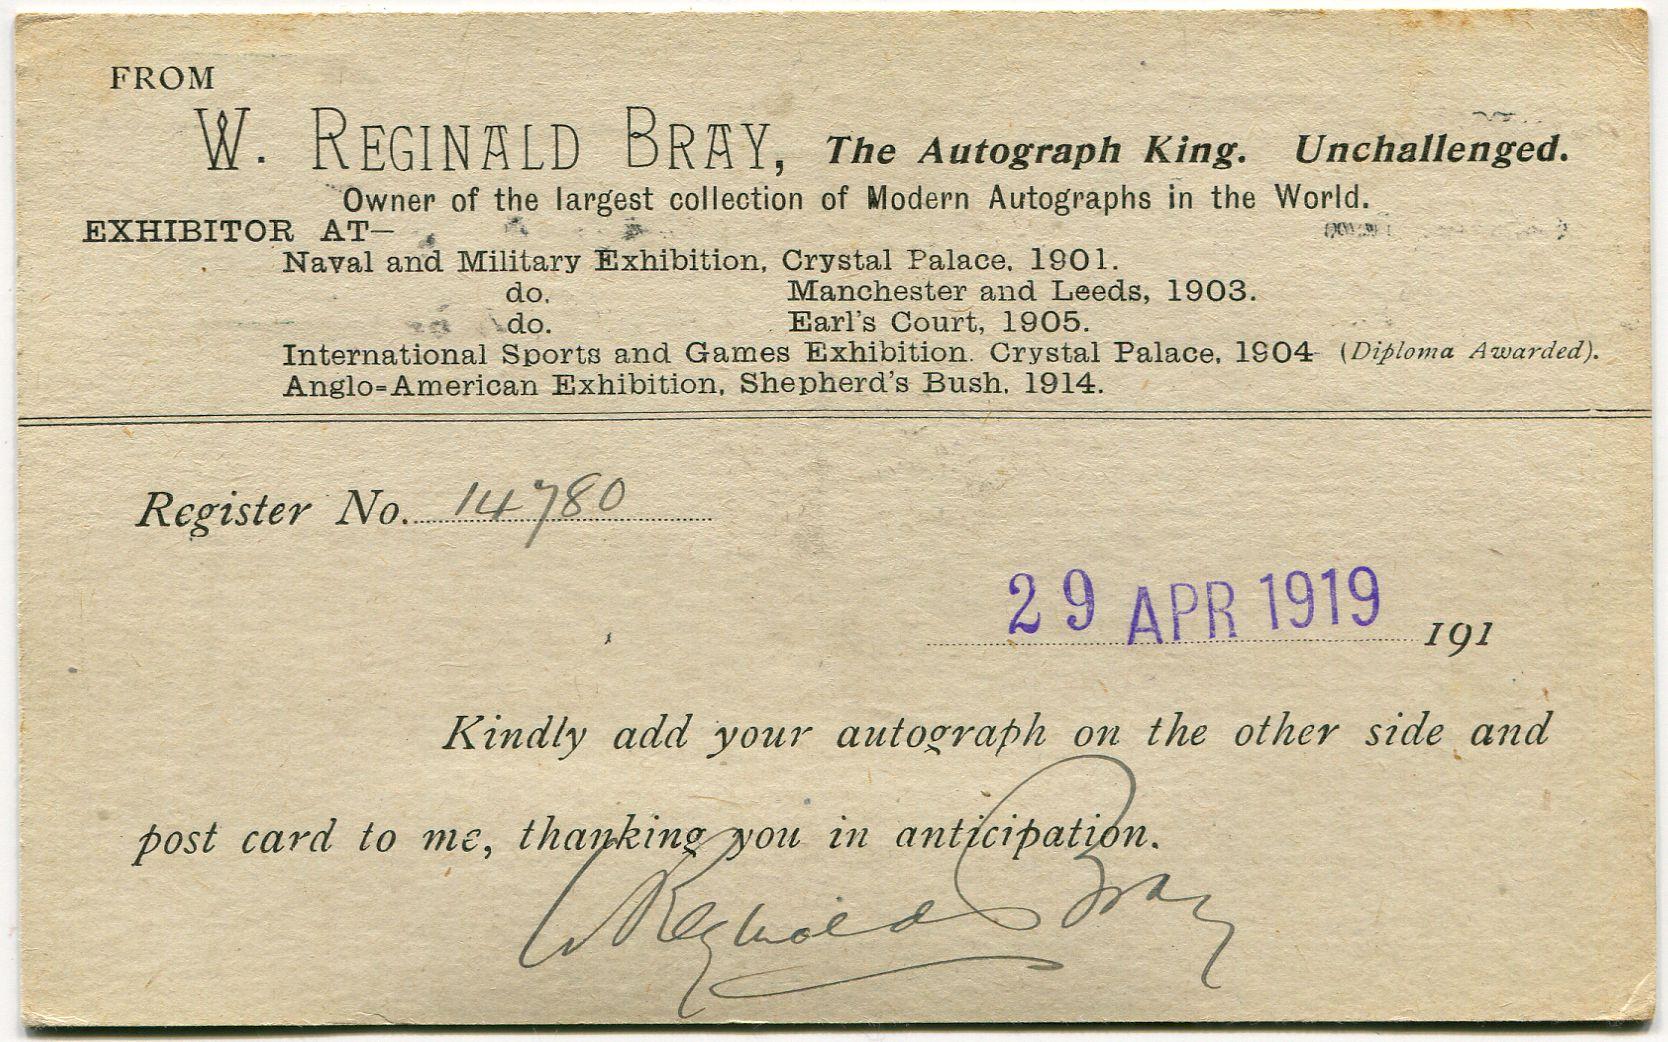 FROM
W. REGINALD BRAY, The Autograph King. Unchallenged.
Owner of the largest collection of Modern Autographs in the World.
EXHIBITOR AT—
Naval and Military Exhibition, Crystal Palace, 1901.
do. Manchester and Leeds, 1903.
do. Earl's Court, 1905.
International Sports and Games Exhibition. Crystal Palace, 1904 (Diploma Awarded).
Anglo=American Exhibition, Shepherd's Bush, 1914.
Register No. 14780
29 APR 1919 191
Kindly add your autograph on the other side and
post card to me, thanking you in anticipation.
W Reginald Bray